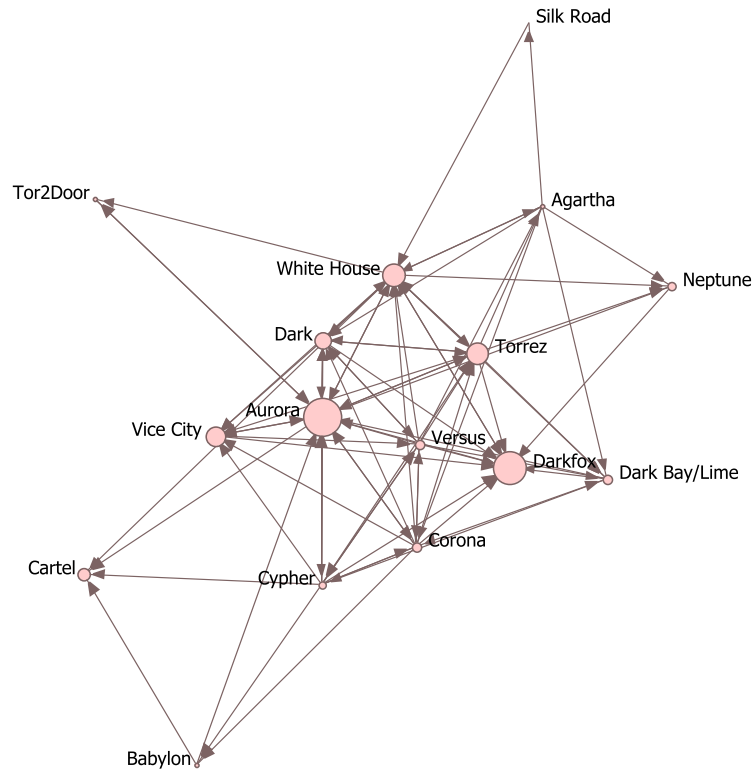 Silk Road
Tor2Door
Agartha
White House
Neptune
Dark
Torrez
Aurora
Vice City
Versus
Darkfox
Dark Bay/Lime
Corona
Cartel
Cypher
Babylon